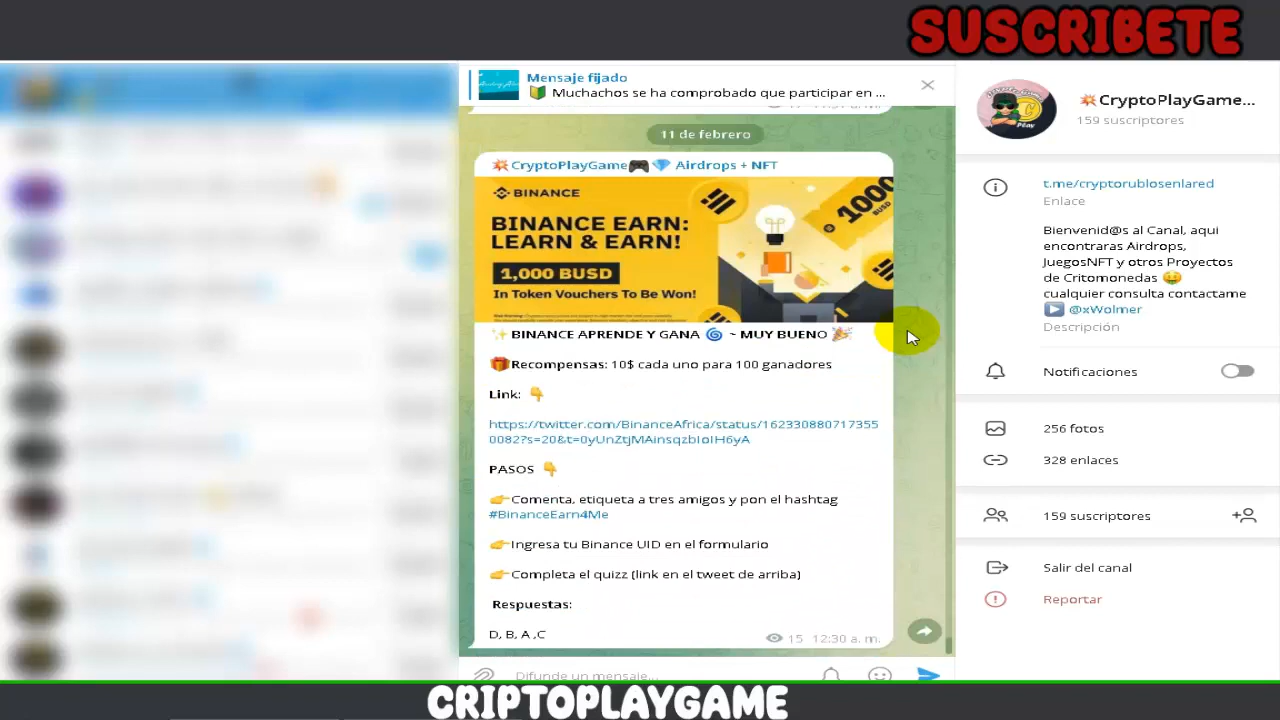 SUSCRIBETE
Mensaje fijado
🔰 Muchachos se ha comprobado que participar en ...
11 de febrero
💥CryptoPlayGame🎮💎 Airdrops + NFT
BINANCE
BINANCE EARN:
LEARN & EARN!
1,000 BUSD
In Token Vouchers To Be Won!
1000
BUSD
✨ BINANCE APRENDE Y GANA 🌀 ~ MUY BUENO 🎉
🎁Recompensas: 10$ cada uno para 100 ganadores
Link: 👇
https://twitter.com/BinanceAfrica/status/162330880717355
0082?s=20&t=0yUnZtjMAinsqzbIoIH6yA
PASOS 👇
👉Comenta, etiqueta a tres amigos y pon el hashtag
#BinanceEarn4Me
👉Ingresa tu Binance UID en el formulario
👉Completa el quizz (link en el tweet de arriba)
Respuestas:
D, B, A ,C
15 12:30 a. m.
Difunde un mensaje...
💥CryptoPlayGame...
159 suscriptores
t.me/cryptorublosenlared
Enlace
Bienvenid@s al Canal, aqui
encontraras Airdrops,
JuegosNFT y otros Proyectos
de Critomonedas 🤑
cualquier consulta contactame
▶️ @xWolmer
Descripción
Notificaciones
256 fotos
328 enlaces
159 suscriptores
Salir del canal
Reportar
CRIPTOPLAYGAME